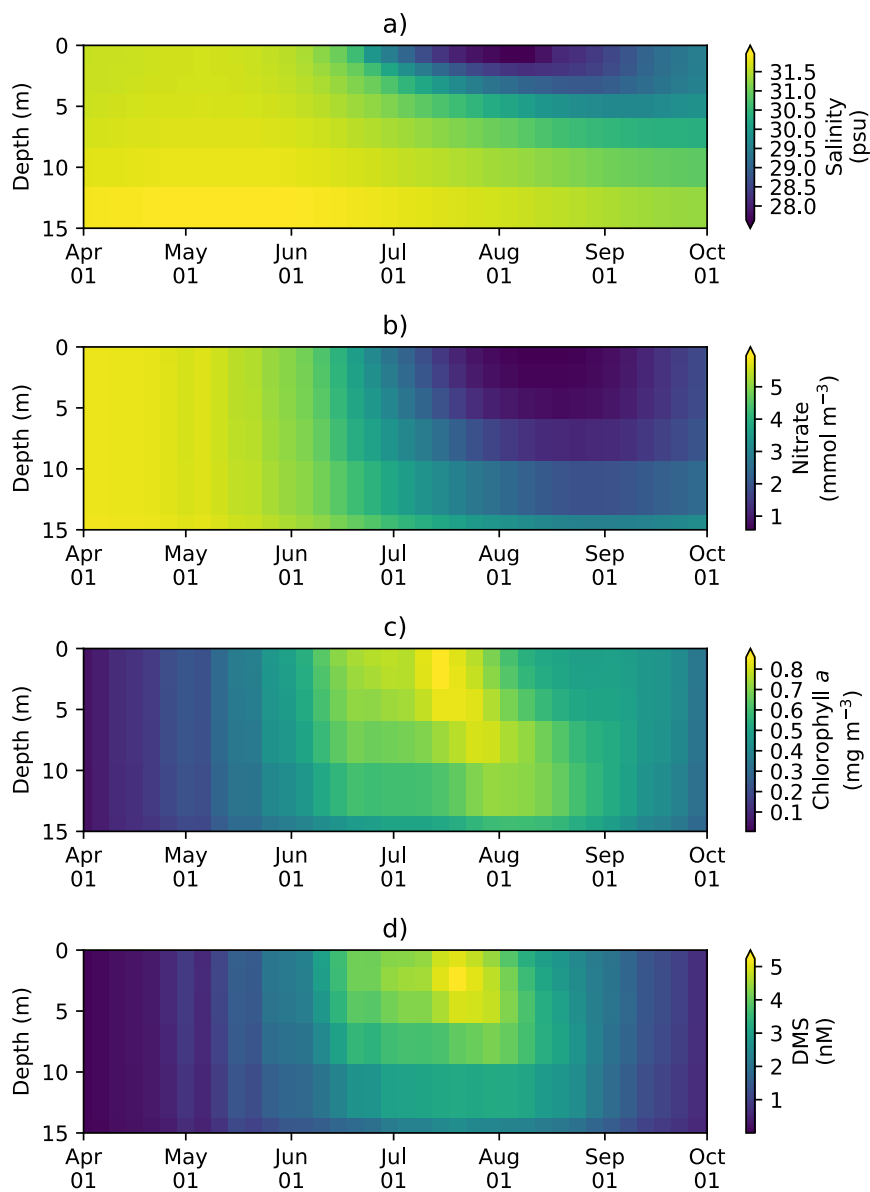 a)
0
5
10
15
Depth (m)
Apr
01
May
01
Jun
01
Jul
01
Aug
01
Sep
01
Oct
01
31.5
31.0
30.5
30.0
29.5
29.0
28.5
28.0
Salinity
(psu)
b)
0
5
10
15
Depth (m)
Apr
01
May
01
Jun
01
Jul
01
Aug
01
Sep
01
Oct
01
5
4
3
2
1
Nitrate
(mmol m⁻³)
c)
0
5
10
15
Depth (m)
Apr
01
May
01
Jun
01
Jul
01
Aug
01
Sep
01
Oct
01
0.8
0.7
0.6
0.5
0.4
0.3
0.2
0.1
Chlorophyll a
(mg m⁻³)
d)
0
5
10
15
Depth (m)
Apr
01
May
01
Jun
01
Jul
01
Aug
01
Sep
01
Oct
01
5
4
3
2
1
DMS
(nM)